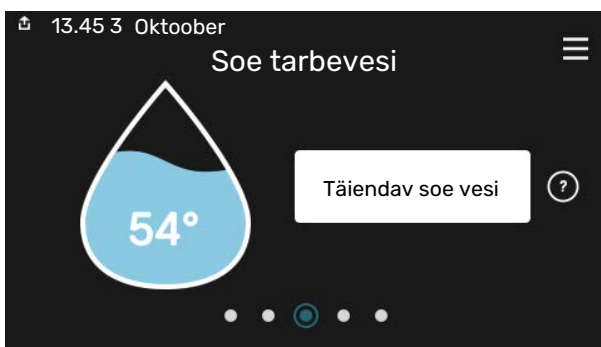 13.45 3 Oktoober
Soe tarbevesi
Täiendav soe vesi
?
54°